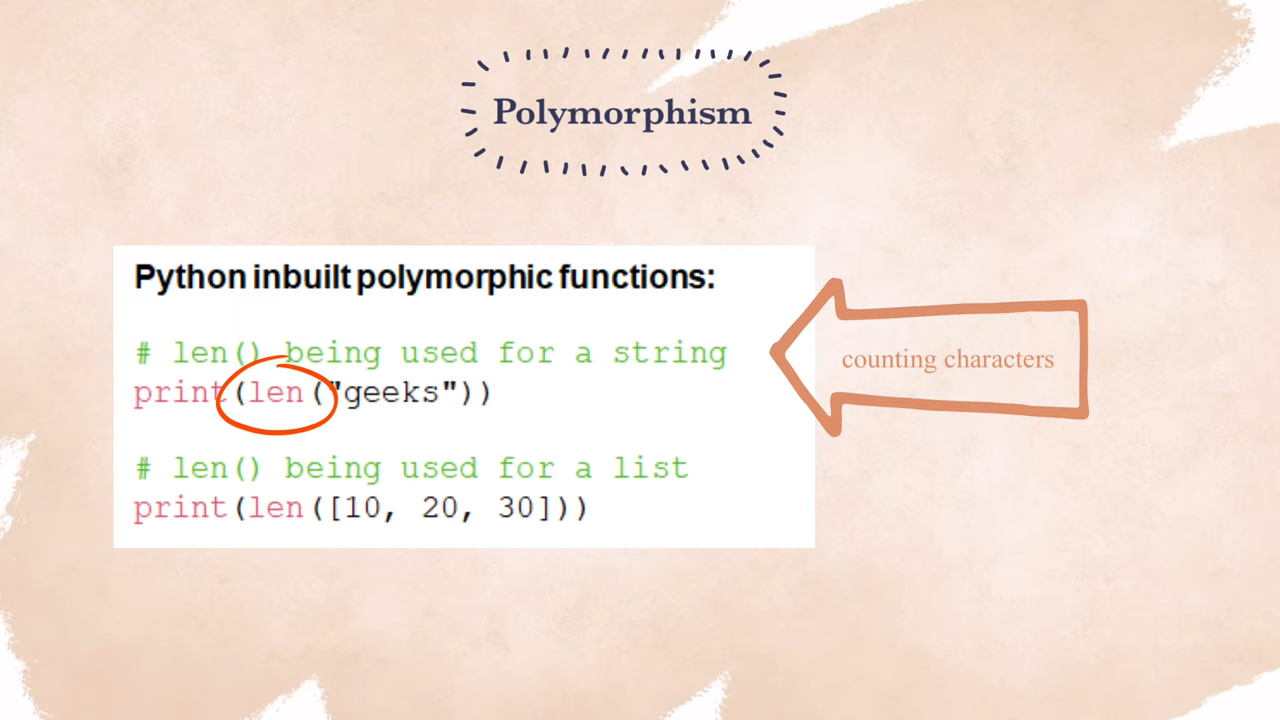 Polymorphism
Python inbuilt polymorphic functions:
# len() being used for a string
print(len("geeks"))
counting characters
# len() being used for a list
print(len([10, 20, 30]))